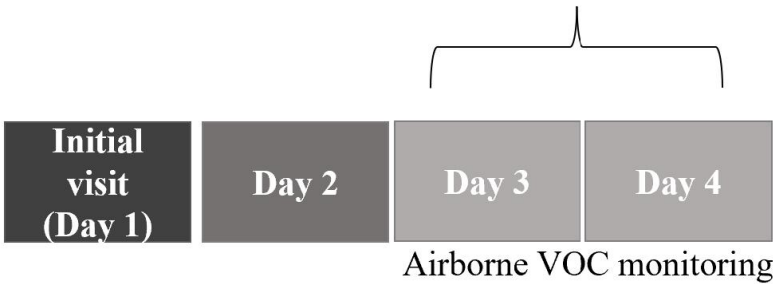 Initial
visit
(Day 1)
Day 2
Day 3
Day 4
Airborne VOC monitoring